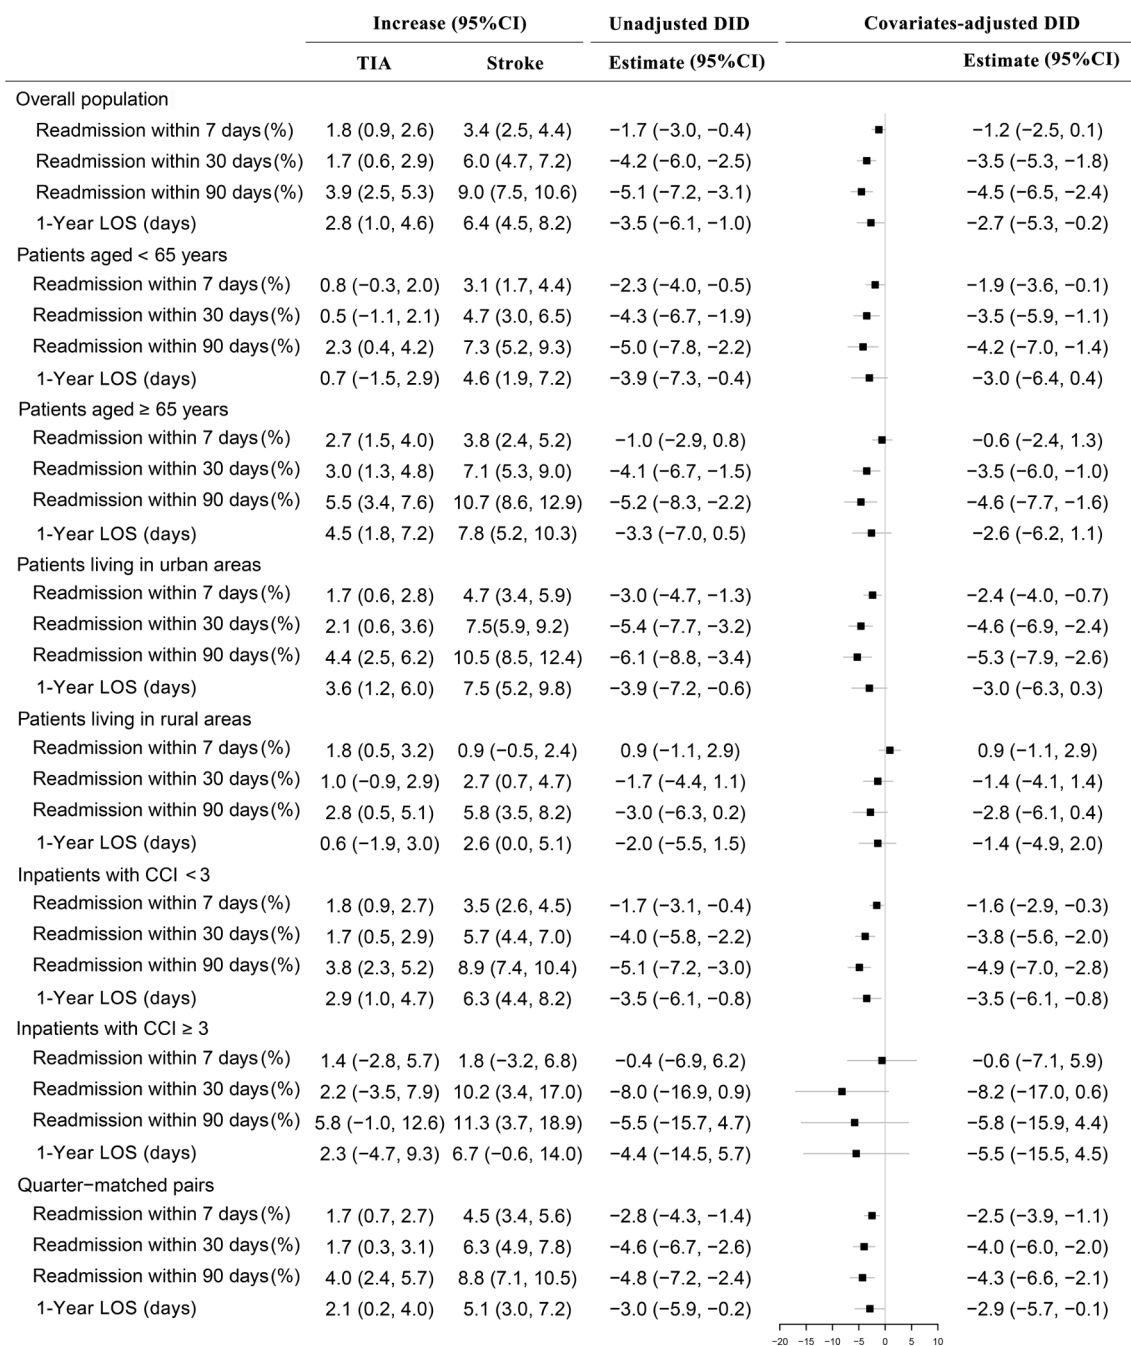 Increase (95%CI) Unadjusted DID Covariates-adjusted DID
TIA Stroke Estimate (95%CI) Estimate (95%CI)
Overall population
Readmission within 7 days (%) 1.8 (0.9, 2.6) 3.4 (2.5, 4.4) −1.7 (−3.0, −0.4) −1.2 (−2.5, 0.1)
Readmission within 30 days (%) 1.7 (0.6, 2.9) 6.0 (4.7, 7.2) −4.2 (−6.0, −2.5) −3.5 (−5.3, −1.8)
Readmission within 90 days (%) 3.9 (2.5, 5.3) 9.0 (7.5, 10.6) −5.1 (−7.2, −3.1) −4.5 (−6.5, −2.4)
1-Year LOS (days) 2.8 (1.0, 4.6) 6.4 (4.5, 8.2) −3.5 (−6.1, −1.0) −2.7 (−5.3, −0.2)
Patients aged < 65 years
Readmission within 7 days (%) 0.8 (−0.3, 2.0) 3.1 (1.7, 4.4) −2.3 (−4.0, −0.5) −1.9 (−3.6, −0.1)
Readmission within 30 days (%) 0.5 (−1.1, 2.1) 4.7 (3.0, 6.5) −4.3 (−6.7, −1.9) −3.5 (−5.9, −1.1)
Readmission within 90 days (%) 2.3 (0.4, 4.2) 7.3 (5.2, 9.3) −5.0 (−7.8, −2.2) −4.2 (−7.0, −1.4)
1-Year LOS (days) 0.7 (−1.5, 2.9) 4.6 (1.9, 7.2) −3.9 (−7.3, −0.4) −3.0 (−6.4, 0.4)
Patients aged ≥ 65 years
Readmission within 7 days (%) 2.7 (1.5, 4.0) 3.8 (2.4, 5.2) −1.0 (−2.9, 0.8) −0.6 (−2.4, 1.3)
Readmission within 30 days (%) 3.0 (1.3, 4.8) 7.1 (5.3, 9.0) −4.1 (−6.7, −1.5) −3.5 (−6.0, −1.0)
Readmission within 90 days (%) 5.5 (3.4, 7.6) 10.7 (8.6, 12.9) −5.2 (−8.3, −2.2) −4.6 (−7.7, −1.6)
1-Year LOS (days) 4.5 (1.8, 7.2) 7.8 (5.2, 10.3) −3.3 (−7.0, 0.5) −2.6 (−6.2, 1.1)
Patients living in urban areas
Readmission within 7 days (%) 1.7 (0.6, 2.8) 4.7 (3.4, 5.9) −3.0 (−4.7, −1.3) −2.4 (−4.0, −0.7)
Readmission within 30 days (%) 2.1 (0.6, 3.6) 7.5(5.9, 9.2) −5.4 (−7.7, −3.2) −4.6 (−6.9, −2.4)
Readmission within 90 days (%) 4.4 (2.5, 6.2) 10.5 (8.5, 12.4) −6.1 (−8.8, −3.4) −5.3 (−7.9, −2.6)
1-Year LOS (days) 3.6 (1.2, 6.0) 7.5 (5.2, 9.8) −3.9 (−7.2, −0.6) −3.0 (−6.3, 0.3)
Patients living in rural areas
Readmission within 7 days (%) 1.8 (0.5, 3.2) 0.9 (−0.5, 2.4) 0.9 (−1.1, 2.9) 0.9 (−1.1, 2.9)
Readmission within 30 days (%) 1.0 (−0.9, 2.9) 2.7 (0.7, 4.7) −1.7 (−4.4, 1.1) −1.4 (−4.1, 1.4)
Readmission within 90 days (%) 2.8 (0.5, 5.1) 5.8 (3.5, 8.2) −3.0 (−6.3, 0.2) −2.8 (−6.1, 0.4)
1-Year LOS (days) 0.6 (−1.9, 3.0) 2.6 (0.0, 5.1) −2.0 (−5.5, 1.5) −1.4 (−4.9, 2.0)
Inpatients with CCI < 3
Readmission within 7 days (%) 1.8 (0.9, 2.7) 3.5 (2.6, 4.5) −1.7 (−3.1, −0.4) −1.6 (−2.9, −0.3)
Readmission within 30 days (%) 1.7 (0.5, 2.9) 5.7 (4.4, 7.0) −4.0 (−5.8, −2.2) −3.8 (−5.6, −2.0)
Readmission within 90 days (%) 3.8 (2.3, 5.2) 8.9 (7.4, 10.4) −5.1 (−7.2, −3.0) −4.9 (−7.0, −2.8)
1-Year LOS (days) 2.9 (1.0, 4.7) 6.3 (4.4, 8.2) −3.5 (−6.1, −0.8) −3.5 (−6.1, −0.8)
Inpatients with CCI ≥ 3
Readmission within 7 days (%) 1.4 (−2.8, 5.7) 1.8 (−3.2, 6.8) −0.4 (−6.9, 6.2) −0.6 (−7.1, 5.9)
Readmission within 30 days (%) 2.2 (−3.5, 7.9) 10.2 (3.4, 17.0) −8.0 (−16.9, 0.9) −8.2 (−17.0, 0.6)
Readmission within 90 days (%) 5.8 (−1.0, 12.6) 11.3 (3.7, 18.9) −5.5 (−15.7, 4.7) −5.8 (−15.9, 4.4)
1-Year LOS (days) 2.3 (−4.7, 9.3) 6.7 (−0.6, 14.0) −4.4 (−14.5, 5.7) −5.5 (−15.5, 4.5)
Quarter−matched pairs
Readmission within 7 days (%) 1.7 (0.7, 2.7) 4.5 (3.4, 5.6) −2.8 (−4.3, −1.4) −2.5 (−3.9, −1.1)
Readmission within 30 days (%) 1.7 (0.3, 3.1) 6.3 (4.9, 7.8) −4.6 (−6.7, −2.6) −4.0 (−6.0, −2.0)
Readmission within 90 days (%) 4.0 (2.4, 5.7) 8.8 (7.1, 10.5) −4.8 (−7.2, −2.4) −4.3 (−6.6, −2.1)
1-Year LOS (days) 2.1 (0.2, 4.0) 5.1 (3.0, 7.2) −3.0 (−5.9, −0.2) −2.9 (−5.7, −0.1)
−20 −15 −10 −5 0 5 10